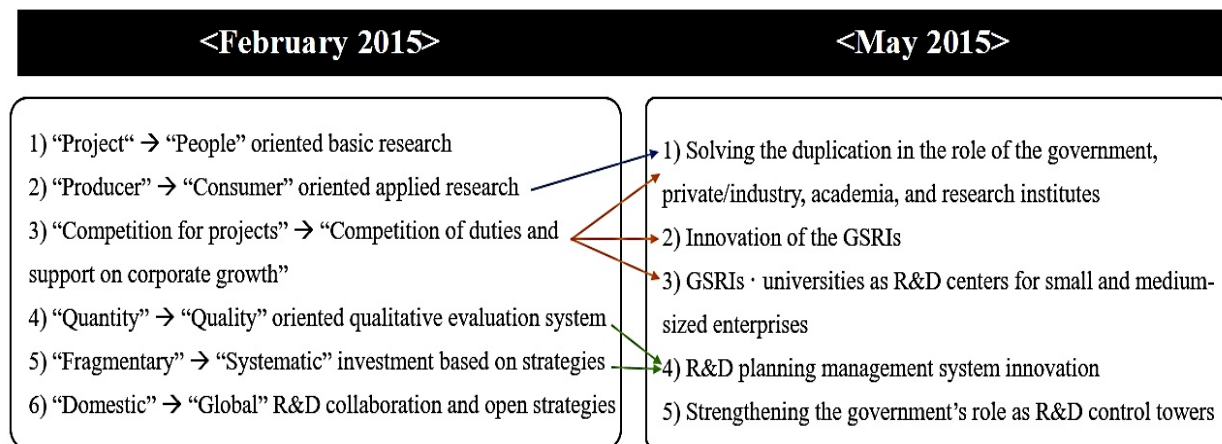 <February 2015>
<May 2015>
1) “Project“ → “People” oriented basic research
2) “Producer” → “Consumer” oriented applied research
3) “Competition for projects” → “Competition of duties and
support on corporate growth”
4) “Quantity” → “Quality” oriented qualitative evaluation system
5) “Fragmentary” → “Systematic” investment based on strategies
6) “Domestic” → “Global” R&D collaboration and open strategies
1) Solving the duplication in the role of the government,
private/industry, academia, and research institutes
2) Innovation of the GSRIs
3) GSRIs · universities as R&D centers for small and medium-
sized enterprises
4) R&D planning management system innovation
5) Strengthening the government’s role as R&D control towers